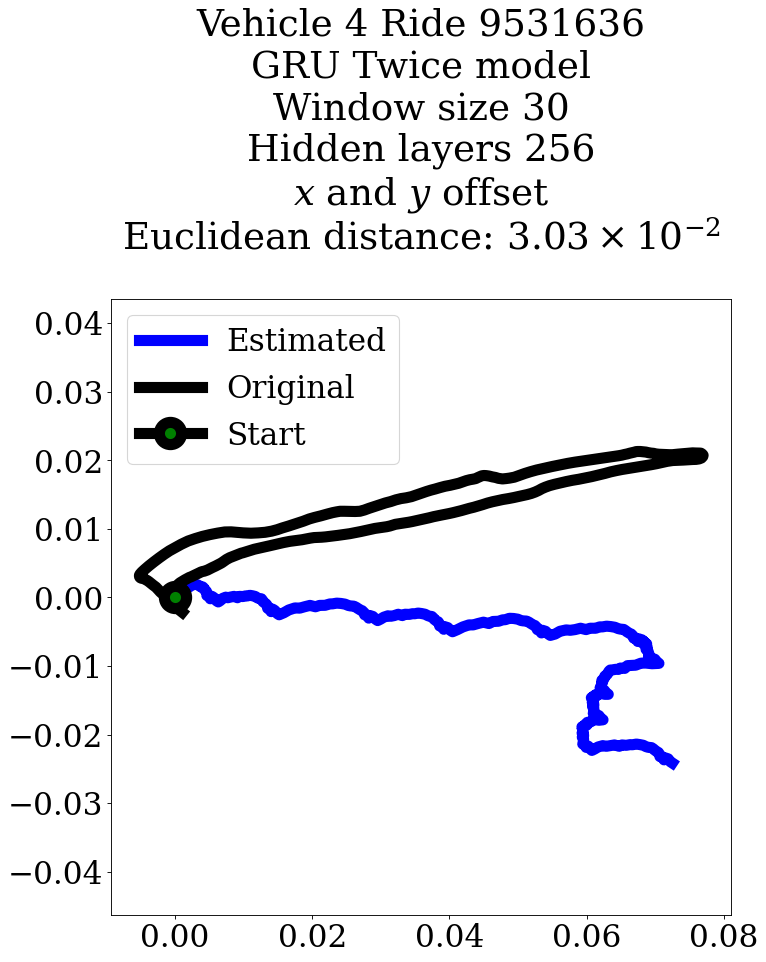 Vehicle 4 Ride 9531636
GRU Twice model
Window size 30
Hidden layers 256
x and y offset
Euclidean distance: 3.03 × 10⁻²
Estimated
Original
Start
0.04
0.03
0.02
0.01
0.00
−0.01
−0.02
−0.03
−0.04
0.00 0.02 0.04 0.06 0.08